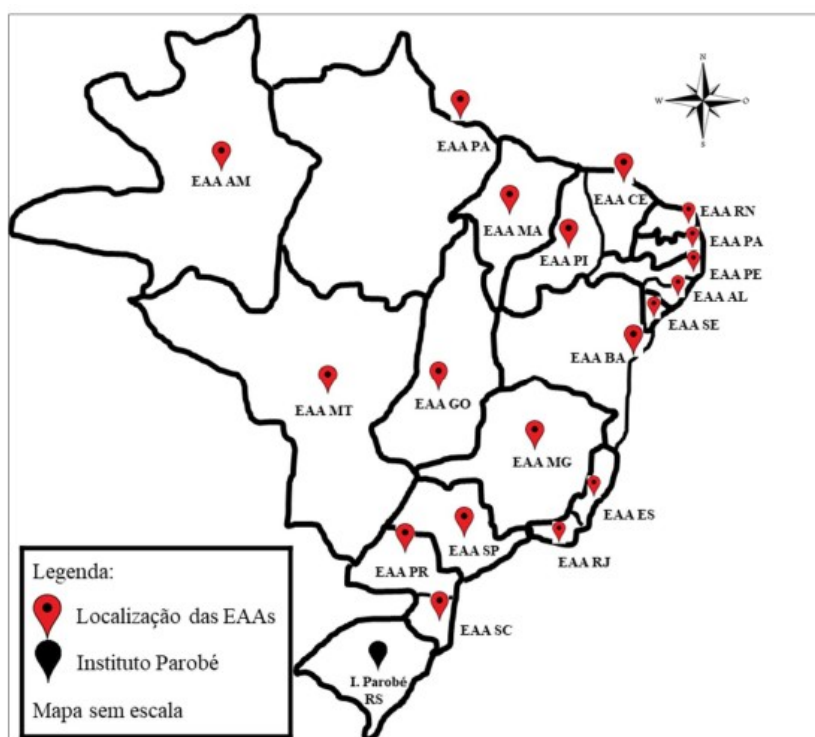 N
W
O
S
EAA PA
EAA AM
EAA CE
EAA MA
EAA RN
EAA PI
EAA PA
EAA PE
EAA AL
EAA SE
EAA BA
EAA MT
EAA GO
EAA MG
EAA ES
EAA SP
EAA RJ
EAA PR
EAA SC
I. Parobé
RS
Legenda:
Localização das EAAs
Instituto Parobé
Mapa sem escala